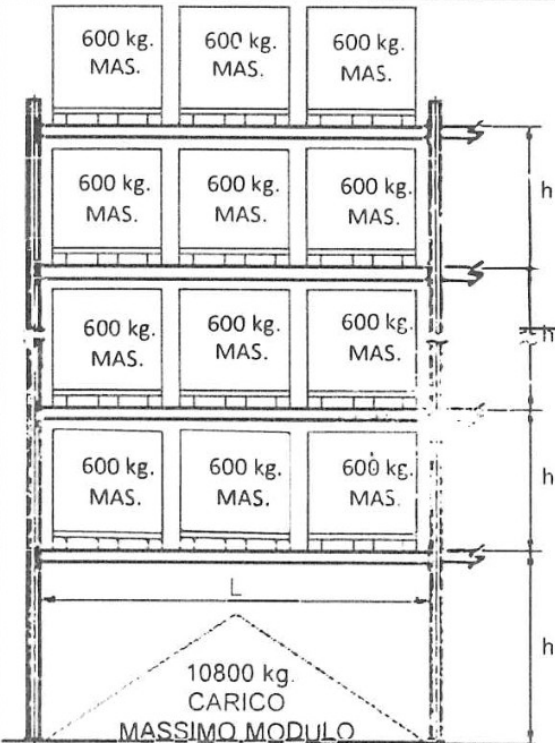 600 kg. 600 kg. 600 kg.
MAS. MAS. MAS.
600 kg. 600 kg. 600 kg.
MAS. MAS. MAS.
h
600 kg. 600 kg. 600 kg.
MAS. MAS. MAS.
h
600 kg. 600 kg. 600 kg.
MAS. MAS. MAS.
h
L
h
10800 kg.
CARICO
MASSIMO MODULO